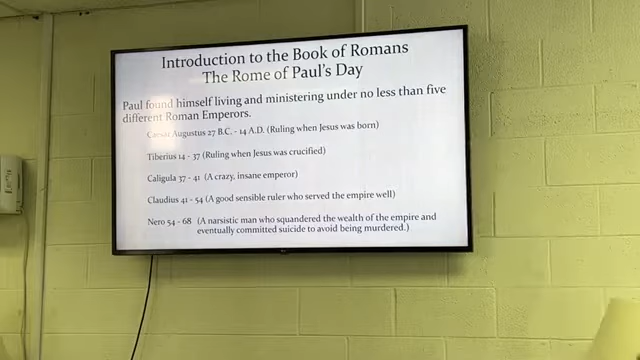 Introduction to the Book of Romans
The Rome of Paul's Day
Paul found himself living and ministering under no less than five
different Roman Emperors.
Caesar Augustus 27 B.C. - 14 A.D. (Ruling when Jesus was born)
Tiberius 14 - 37 (Ruling when Jesus was crucified)
Caligula 37 - 41 (A crazy, insane emperor)
Claudius 41 - 54 (A good sensible ruler who served the empire well)
Nero 54 - 68 (A narsistic man who squandered the wealth of the empire and
eventually committed suicide to avoid being murdered.)